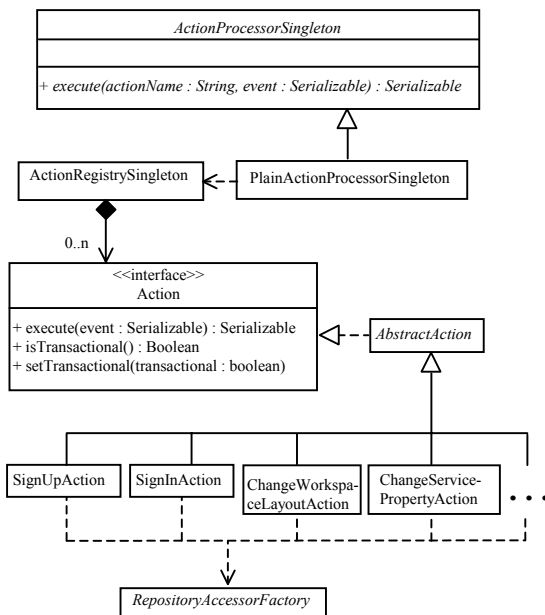 ActionProcessorSingleton
+ execute(actionName : String, event : Serializable) : Serializable
ActionRegistrySingleton
PlainActionProcessorSingleton
0..n
<<interface>>
Action
+ execute(event : Serializable) : Serializable
+ isTransactional() : Boolean
+ setTransactional(transactional : boolean)
AbstractAction
SignUpAction
SignInAction
ChangeWorkspa-
ceLayoutAction
ChangeService-
PropertyAction
...
RepositoryAccessorFactory